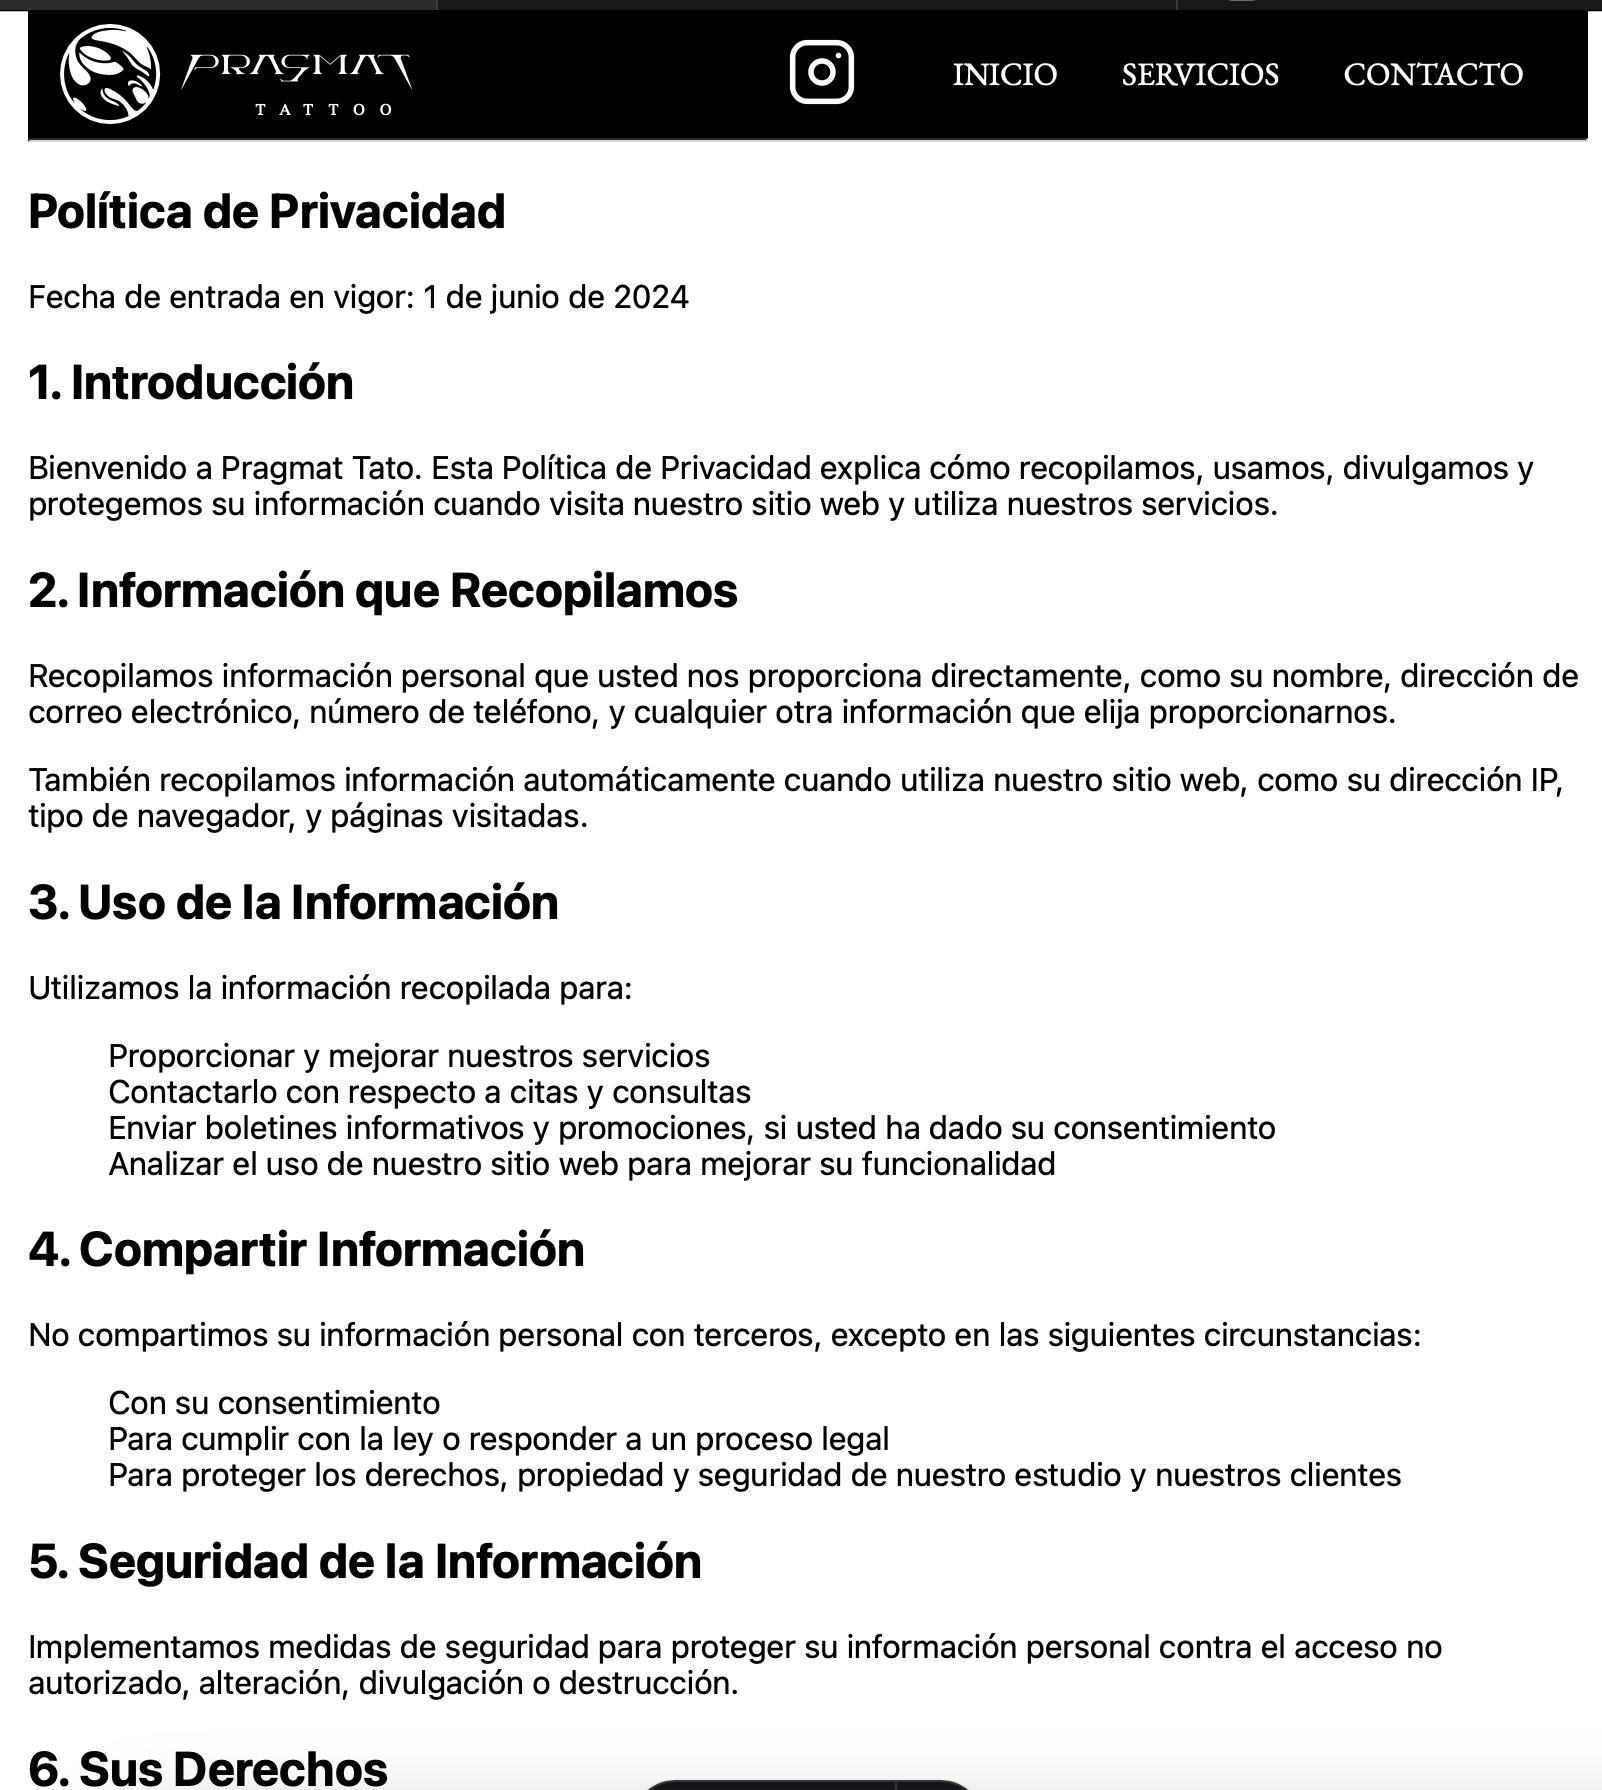 PRAGMAT
TATTOO
INICIO SERVICIOS CONTACTO
Política de Privacidad
Fecha de entrada en vigor: 1 de junio de 2024
1. Introducción
Bienvenido a Pragmat Tato. Esta Política de Privacidad explica cómo recopilamos, usamos, divulgamos y
protegemos su información cuando visita nuestro sitio web y utiliza nuestros servicios.
2. Información que Recopilamos
Recopilamos información personal que usted nos proporciona directamente, como su nombre, dirección de
correo electrónico, número de teléfono, y cualquier otra información que elija proporcionarnos.
También recopilamos información automáticamente cuando utiliza nuestro sitio web, como su dirección IP,
tipo de navegador, y páginas visitadas.
3. Uso de la Información
Utilizamos la información recopilada para:
Proporcionar y mejorar nuestros servicios
Contactarlo con respecto a citas y consultas
Enviar boletines informativos y promociones, si usted ha dado su consentimiento
Analizar el uso de nuestro sitio web para mejorar su funcionalidad
4. Compartir Información
No compartimos su información personal con terceros, excepto en las siguientes circunstancias:
Con su consentimiento
Para cumplir con la ley o responder a un proceso legal
Para proteger los derechos, propiedad y seguridad de nuestro estudio y nuestros clientes
5. Seguridad de la Información
Implementamos medidas de seguridad para proteger su información personal contra el acceso no
autorizado, alteración, divulgación o destrucción.
6. Sus Derechos